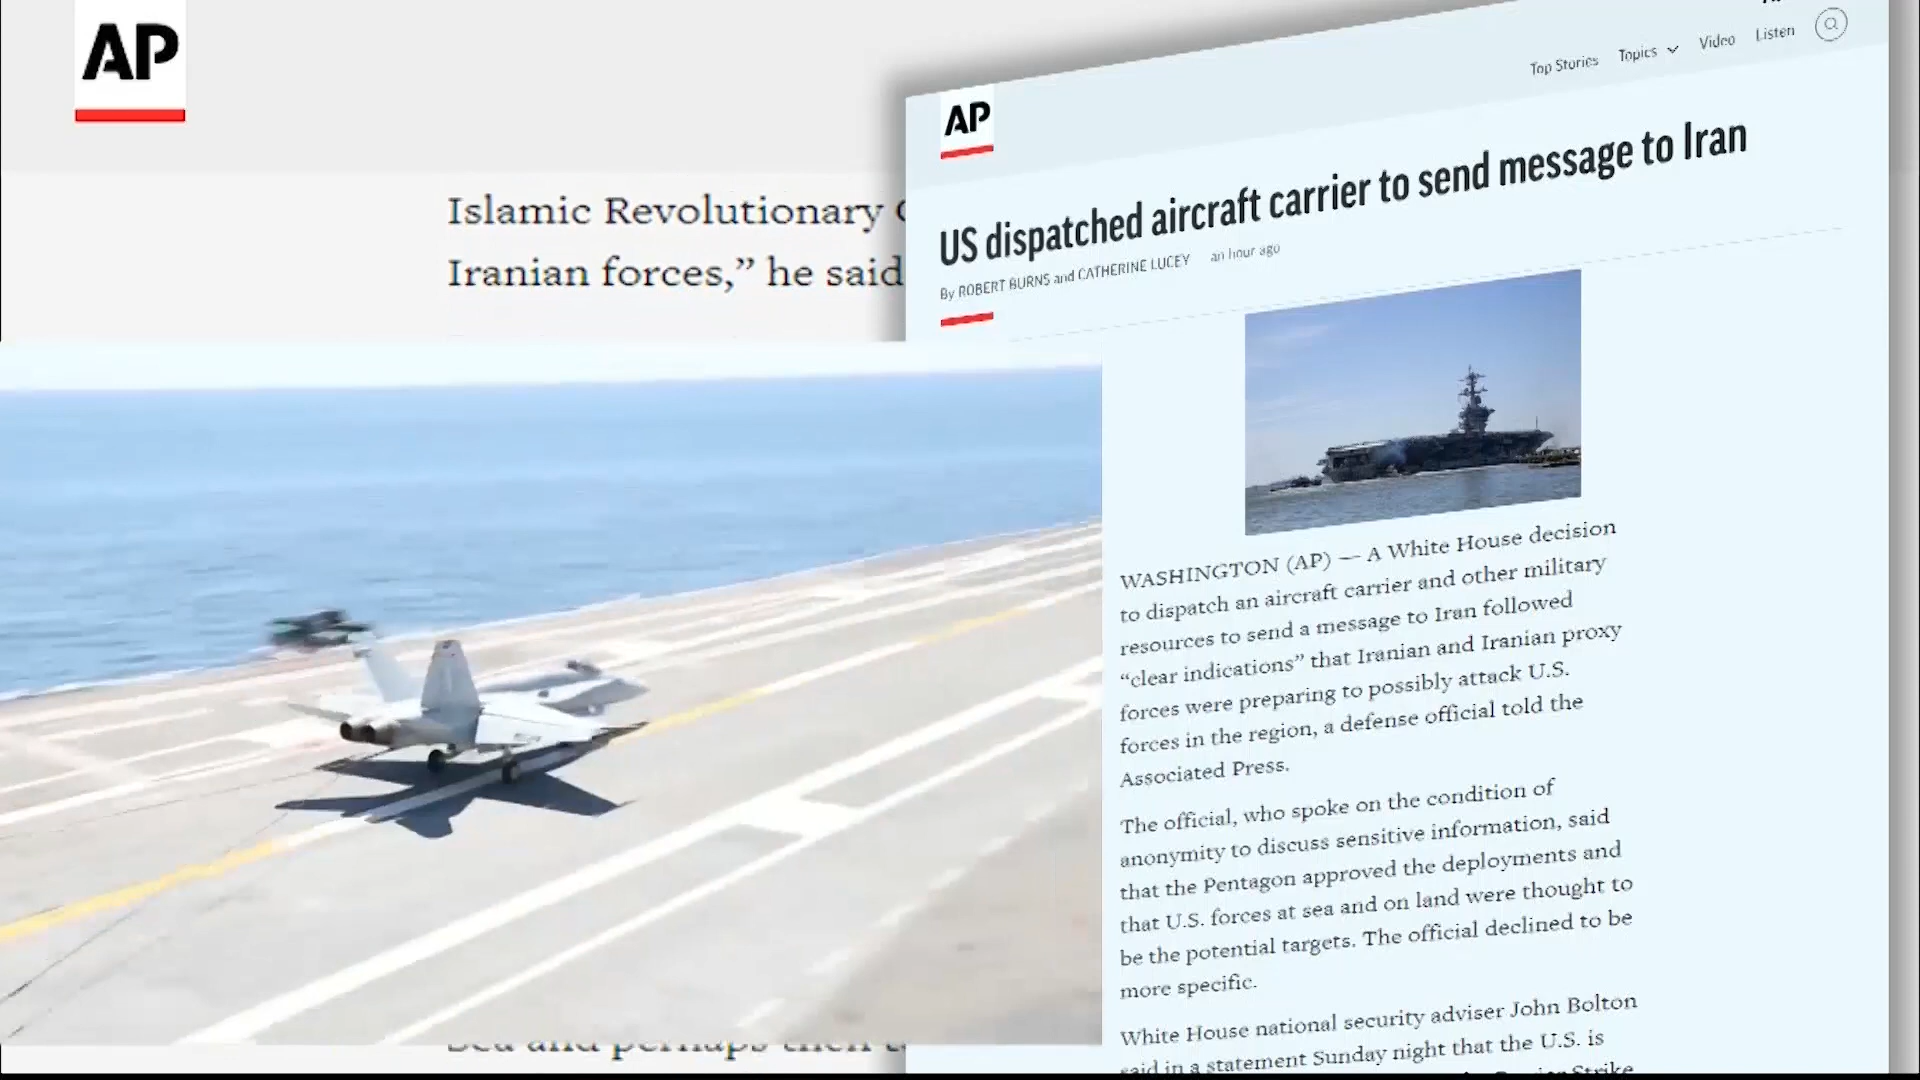 AP
Islamic Revolutionary
Iranian forces,” he said
AP
Top Stories Topics Video Listen
US dispatched aircraft carrier to send message to Iran
By ROBERT BURNS and CATHERINE LUCEY an hour ago
WASHINGTON (AP) — A White House decision
to dispatch an aircraft carrier and other military
resources to send a message to Iran followed
“clear indications” that Iranian and Iranian proxy
forces were preparing to possibly attack U.S.
forces in the region, a defense official told the
Associated Press.
The official, who spoke on the condition of
anonymity to discuss sensitive information, said
that the Pentagon approved the deployments and
that U.S. forces at sea and on land were thought to
be the potential targets. The official declined to be
more specific.
White House national security adviser John Bolton
said in a statement Sunday night that the U.S. is
Strike
Sea and perhaps then